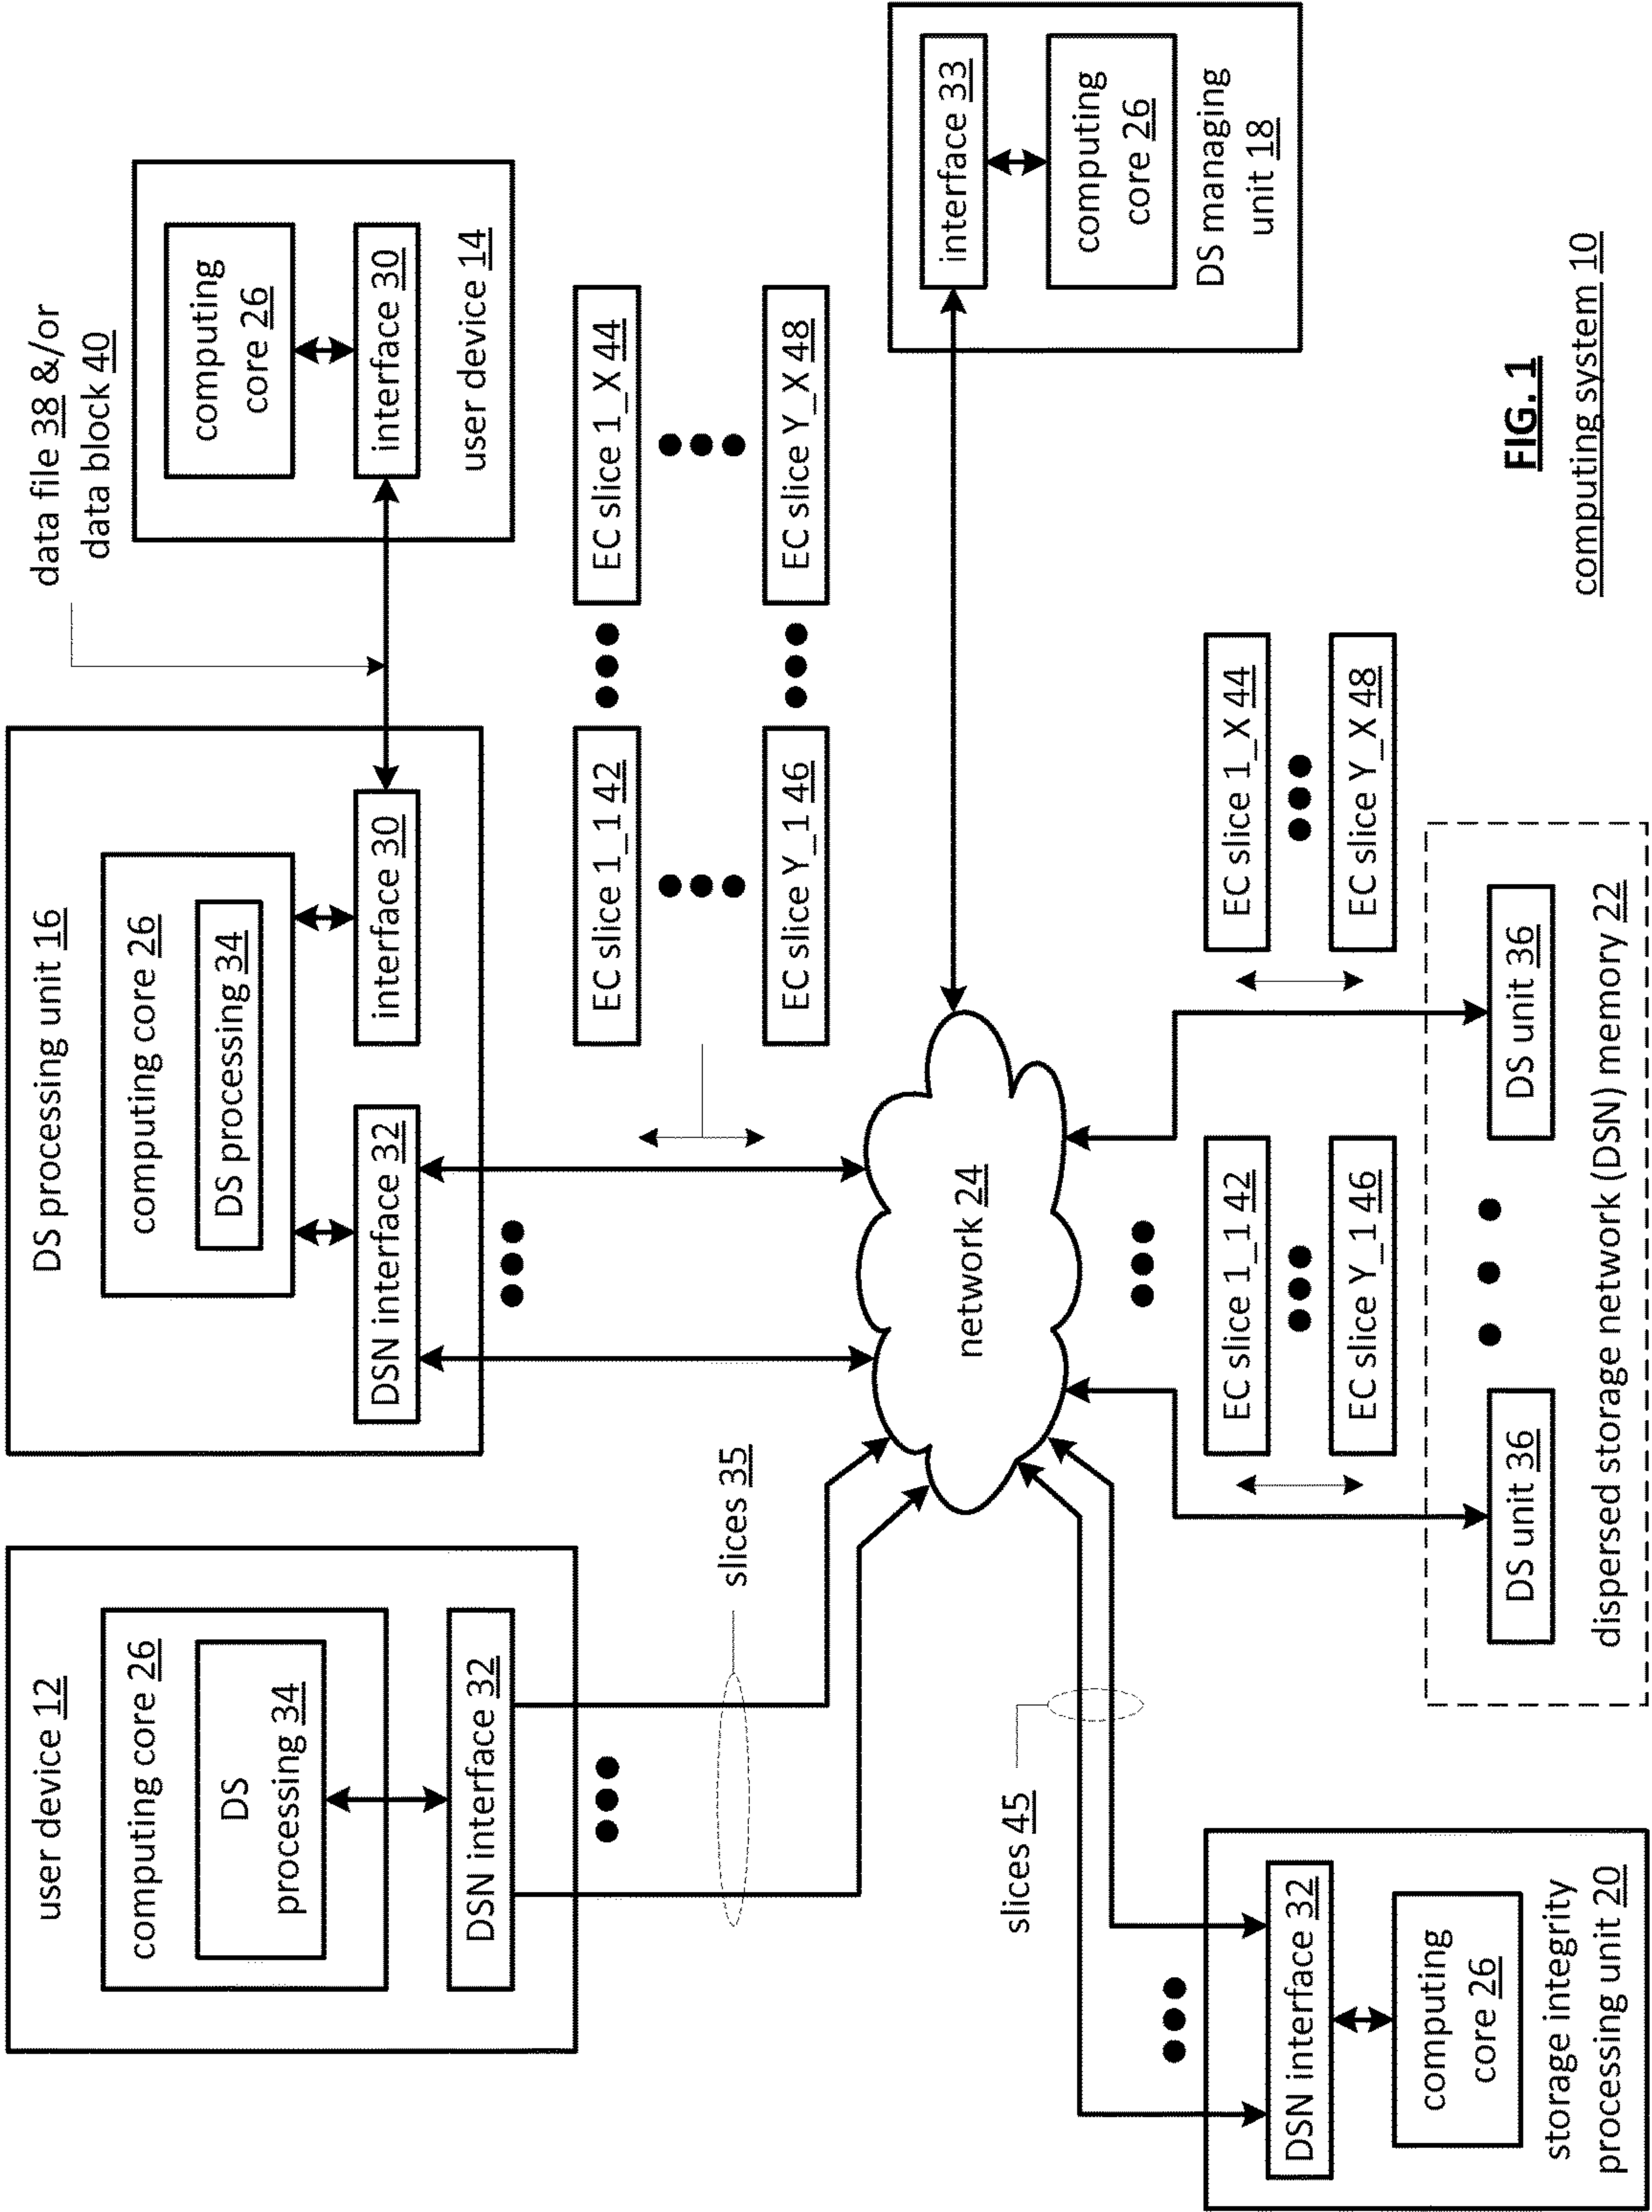 user device 12
computing core 26
DS
processing 34
DSN interface 32
slices 35
DS processing unit 16
computing core 26
DS processing 34
DSN interface 32
interface 30
data file 38 &/or
data block 40
computing
core 26
interface 30
user device 14
EC slice 1_1 42
EC slice 1_X 44
EC slice Y_1 46
EC slice Y_X 48
network 24
interface 33
computing
core 26
DS managing
unit 18
slices 45
DSN interface 32
computing
core 26
storage integrity
processing unit 20
EC slice 1_1 42
EC slice Y_1 46
EC slice 1_X 44
EC slice Y_X 48
DS unit 36
DS unit 36
dispersed storage network (DSN) memory 22
FIG. 1
computing system 10